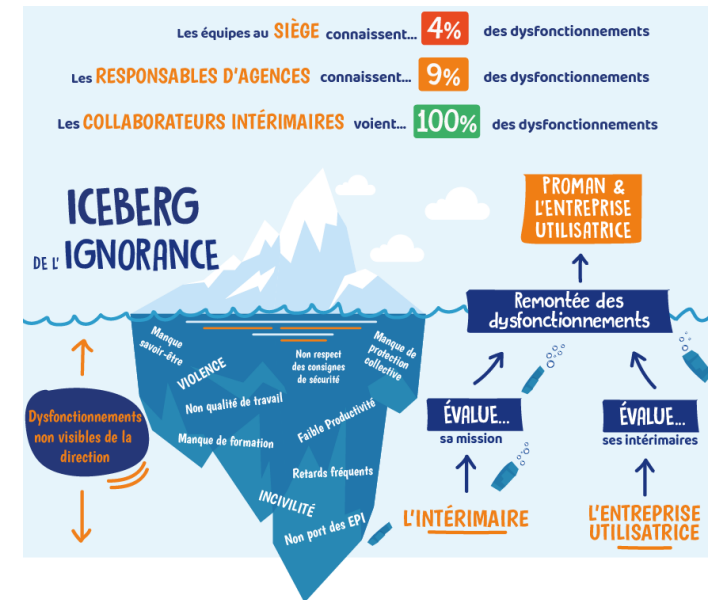 Les équipes au SIÈGE connaissent... 4% des dysfonctionnements
Les RESPONSABLES D'AGENCES connaissent... 9% des dysfonctionnements
Les COLLABORATEURS INTÉRIMAIRES voient... 100% des dysfonctionnements
ICEBERG
DE L' IGNORANCE
PROMAN &
L'ENTREPRISE
UTILISATRICE
Remontée des
dysfonctionnements
Manque
savoir-être
VIOLENCE
Non respect
des consignes
de sécurité
Manque de
protection
collective
Non qualité de travail
Manque de formation
Faible Productivité
Retards fréquents
INCIVILITÉ
Non port des EPI
Dysfonctionnements
non visibles de la
direction
ÉVALUE...
sa mission
L'INTÉRIMAIRE
ÉVALUE...
ses intérimaires
L'ENTREPRISE
UTILISATRICE